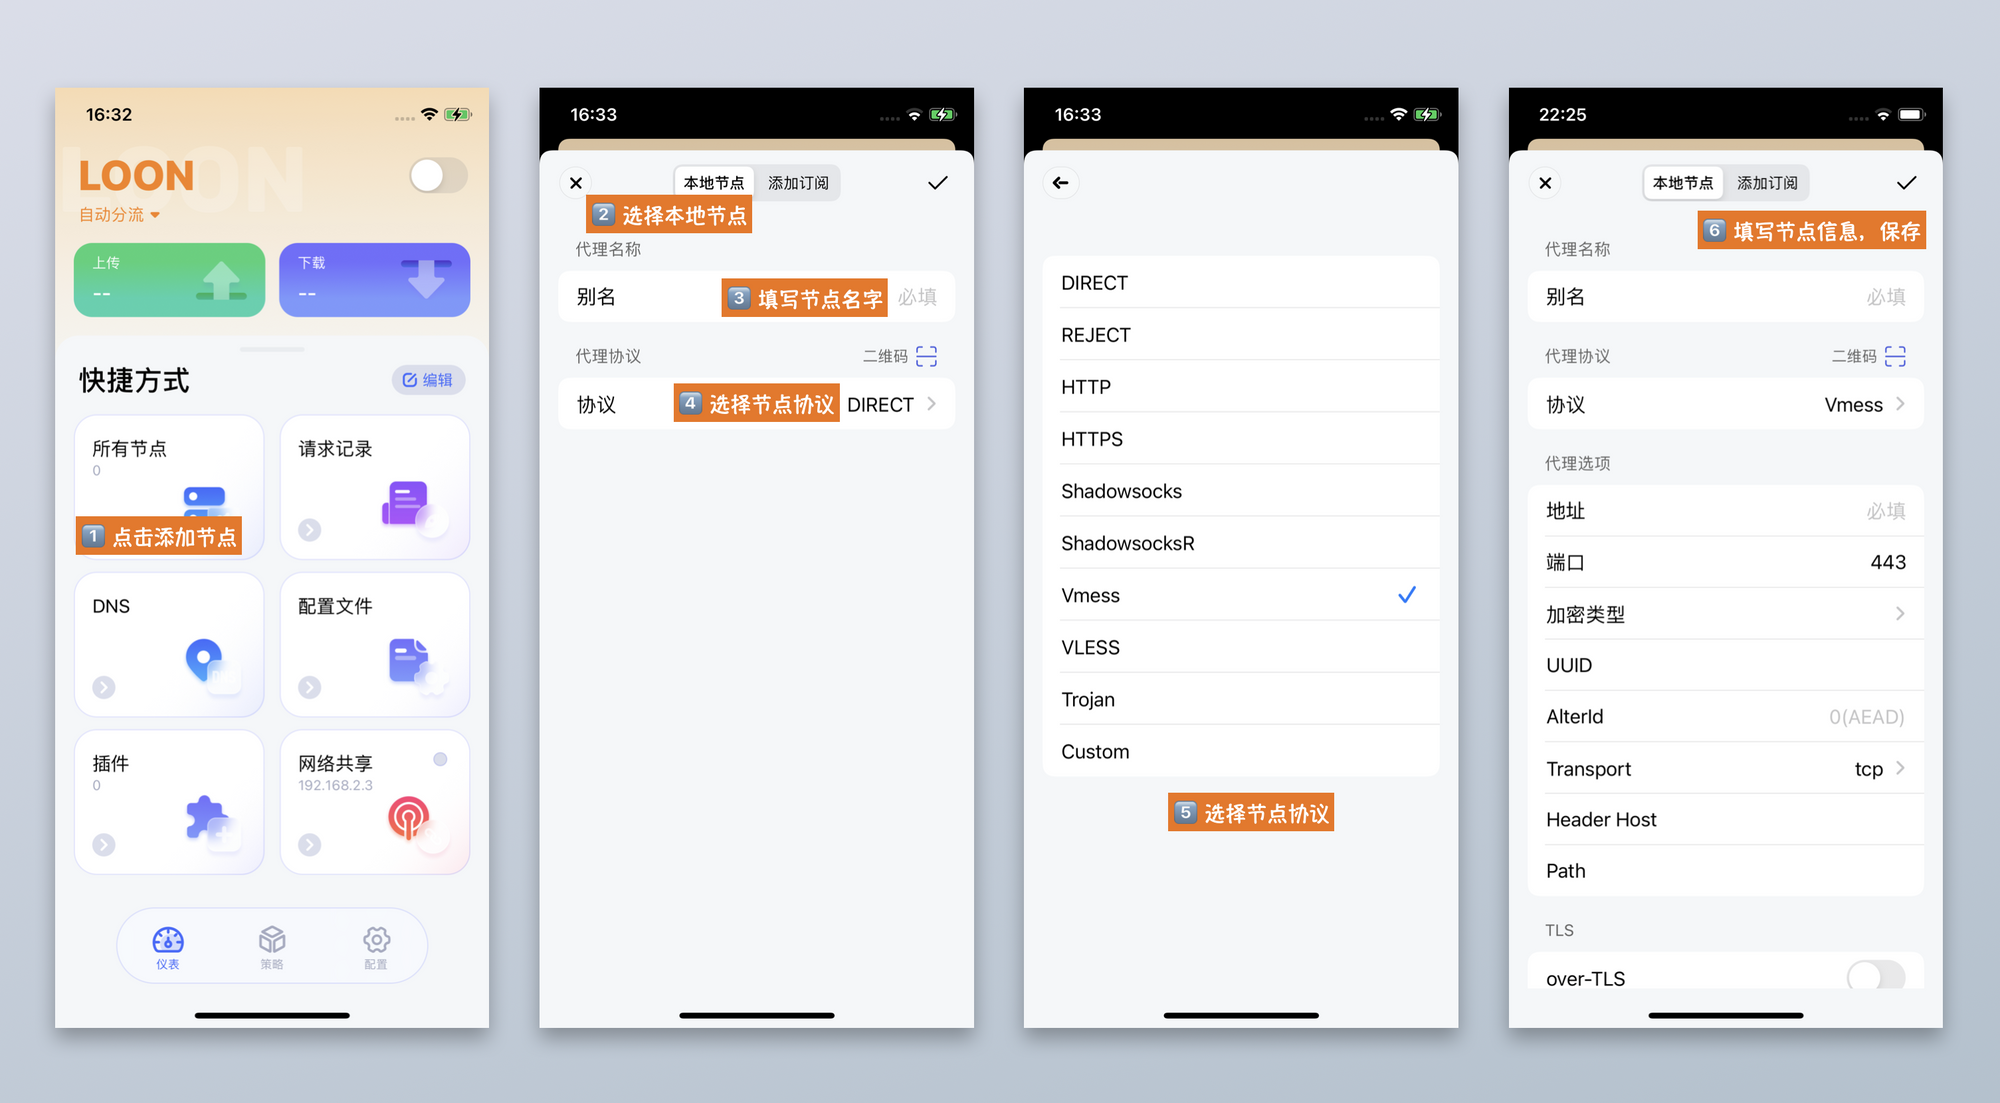 16:32
LOON
LOON
自动分流
上传
--
下载
--
快捷方式
编辑
所有节点
0
1 点击添加节点
请求记录
DNS
配置文件
插件
0
网络共享
192.168.2.3
仪表
策略
配置
16:33
本地节点
添加订阅
2 选择本地节点
代理名称
别名
3 填写节点名字
必填
代理协议
二维码
协议
4 选择节点协议
DIRECT
16:33
DIRECT
REJECT
HTTP
HTTPS
Shadowsocks
ShadowsocksR
Vmess
VLESS
Trojan
Custom
5 选择节点协议
22:25
本地节点
添加订阅
6 填写节点信息，保存
代理名称
别名
必填
代理协议
二维码
协议
Vmess
代理选项
地址
必填
端口
443
加密类型
UUID
AlterId
0(AEAD)
Transport
tcp
Header Host
Path
TLS
over-TLS